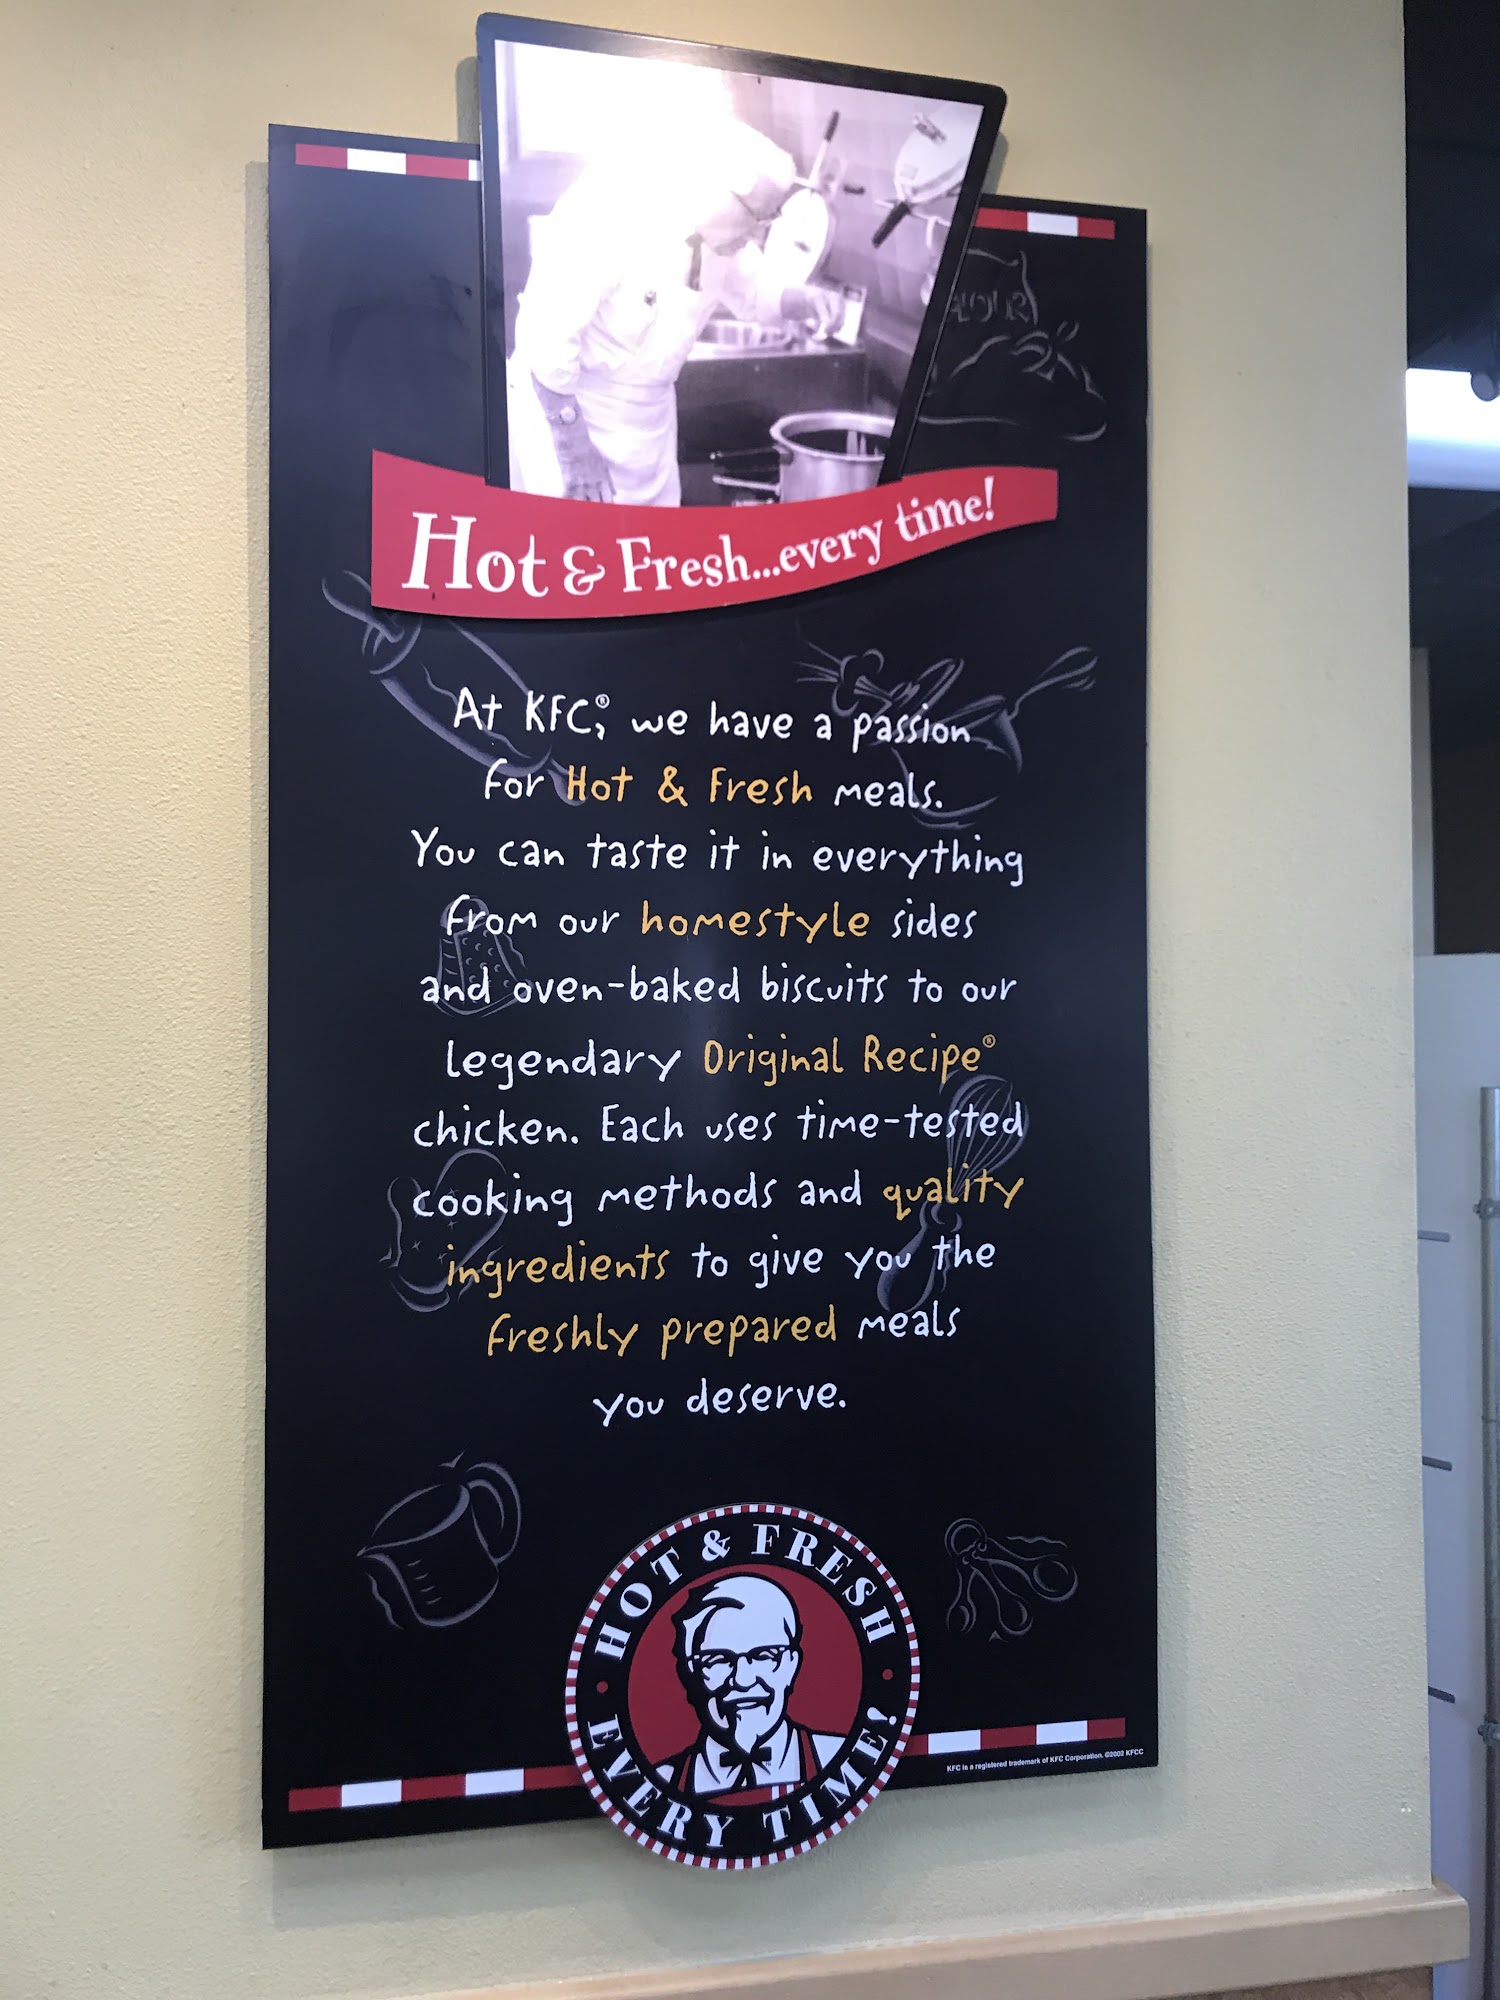 FLOUR
Hot & Fresh...every time!
At KFC,® we have a passion
for Hot & Fresh meals.
You can taste it in everything
from our homestyle sides
and oven-baked biscuits to our
legendary Original Recipe®
chicken. Each uses time-tested
cooking methods and quality
ingredients to give you the
freshly prepared meals
you deserve.
HOT & FRESH
EVERY TIME!
KFC is a registered trademark of KFC Corporation. ©2002 KFCC